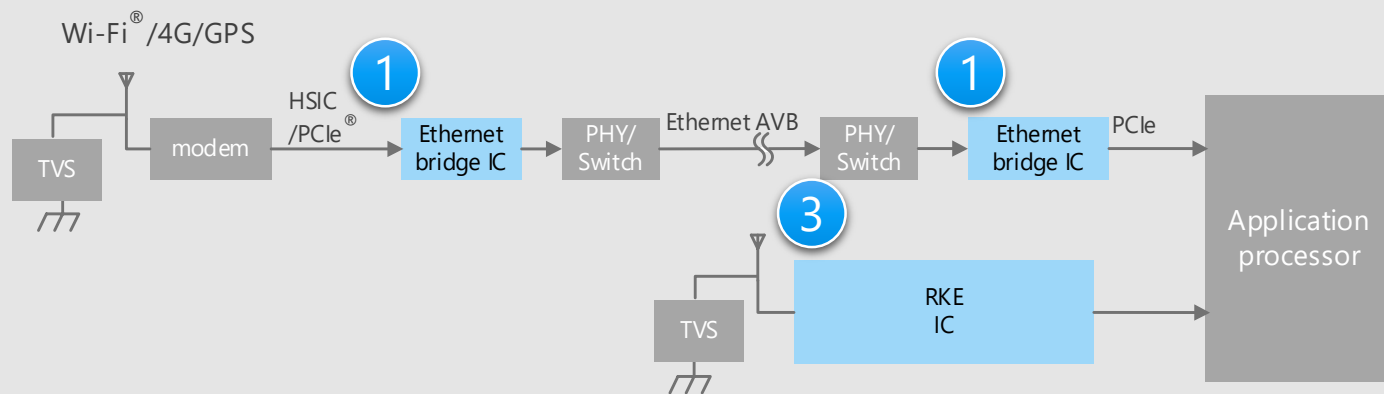 Wi-Fi®/4G/GPS
1
1
HSIC
/PCIe®
Ethernet
bridge IC
PHY/
Switch
Ethernet AVB
PHY/
Switch
Ethernet
bridge IC
PCIe
modem
TVS
3
Application
processor
RKE
IC
TVS